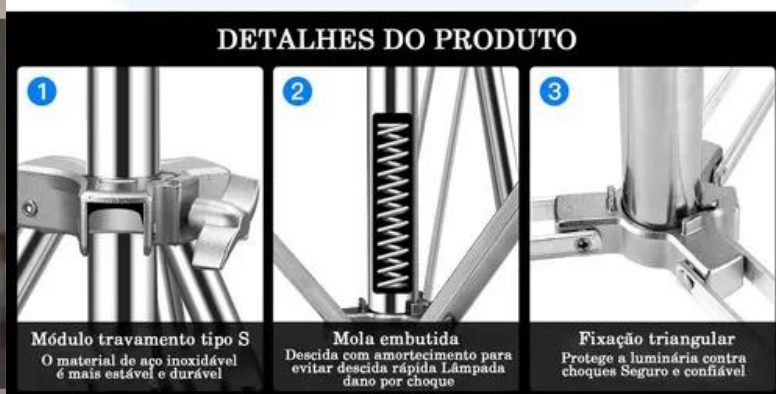 DETALHES DO PRODUTO
1
2
3
Módulo travamento tipo S
O material de aço inoxidável
é mais estável e durável
Mola embutida
Descida com amortecimento para
evitar descida rápida Lâmpada
dano por choque
Fixação triangular
Protege a luminária contra
choques Seguro e confiável